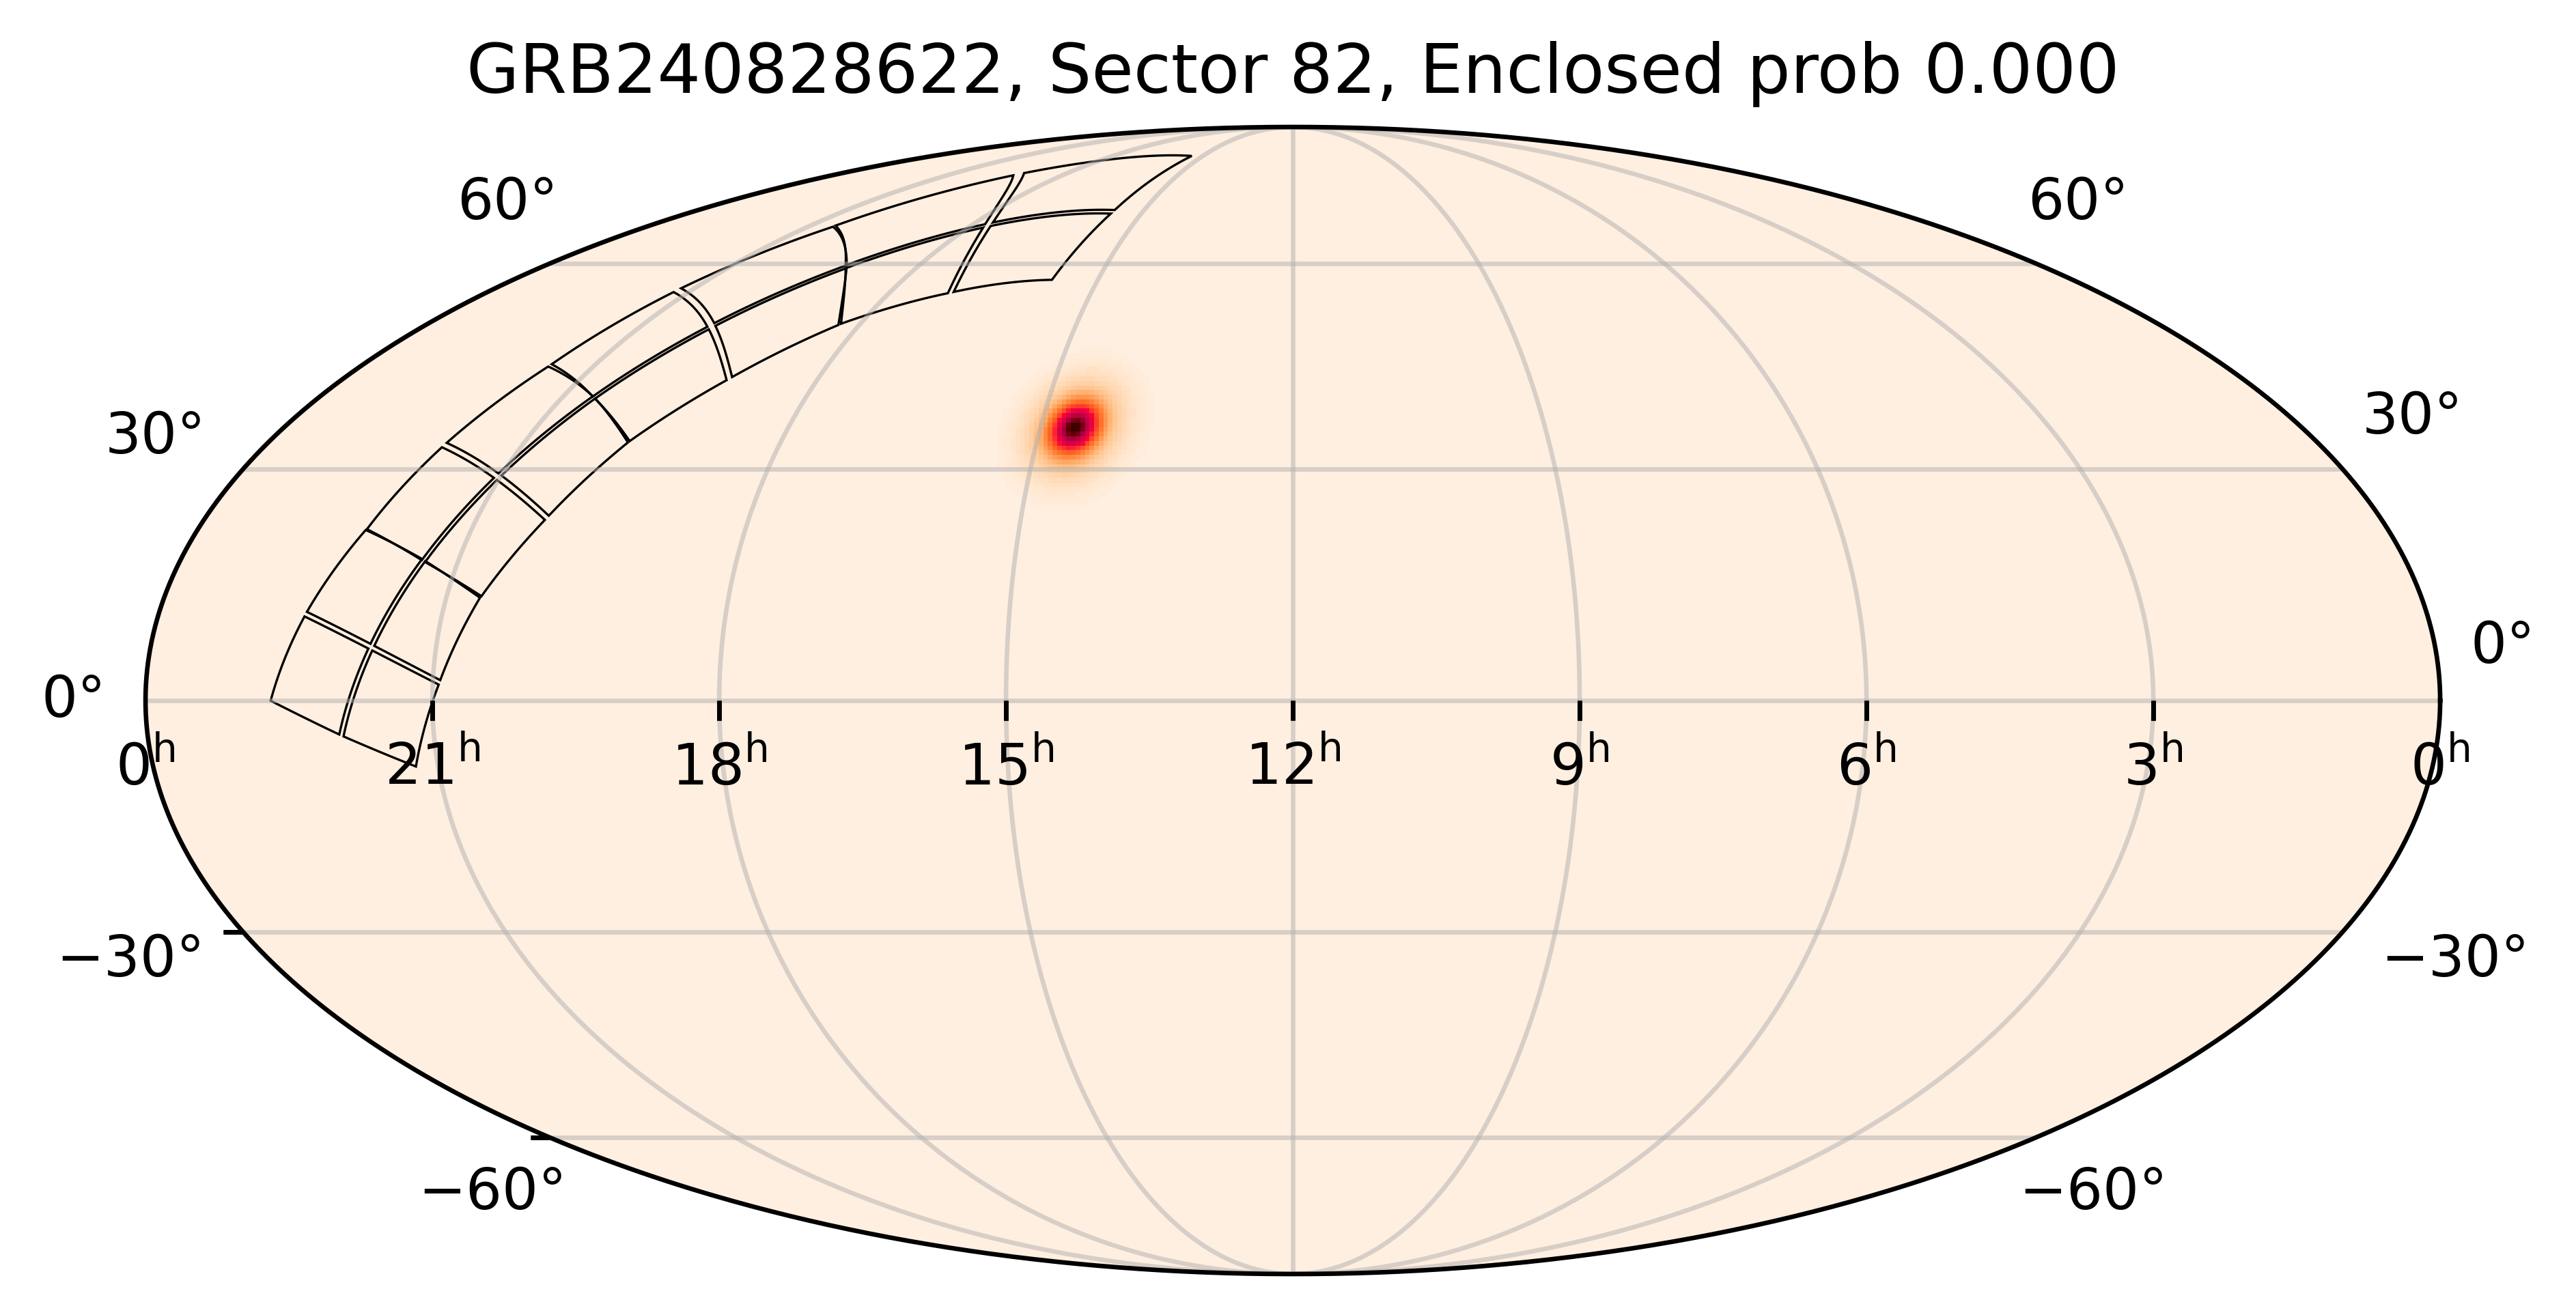 GRB240828622, Sector 82, Enclosed prob 0.000
60° 60°
30° 30°
0° 0°
0h 21h 18h 15h 12h 9h 6h 3h 0h
−30° −30°
−60° −60°